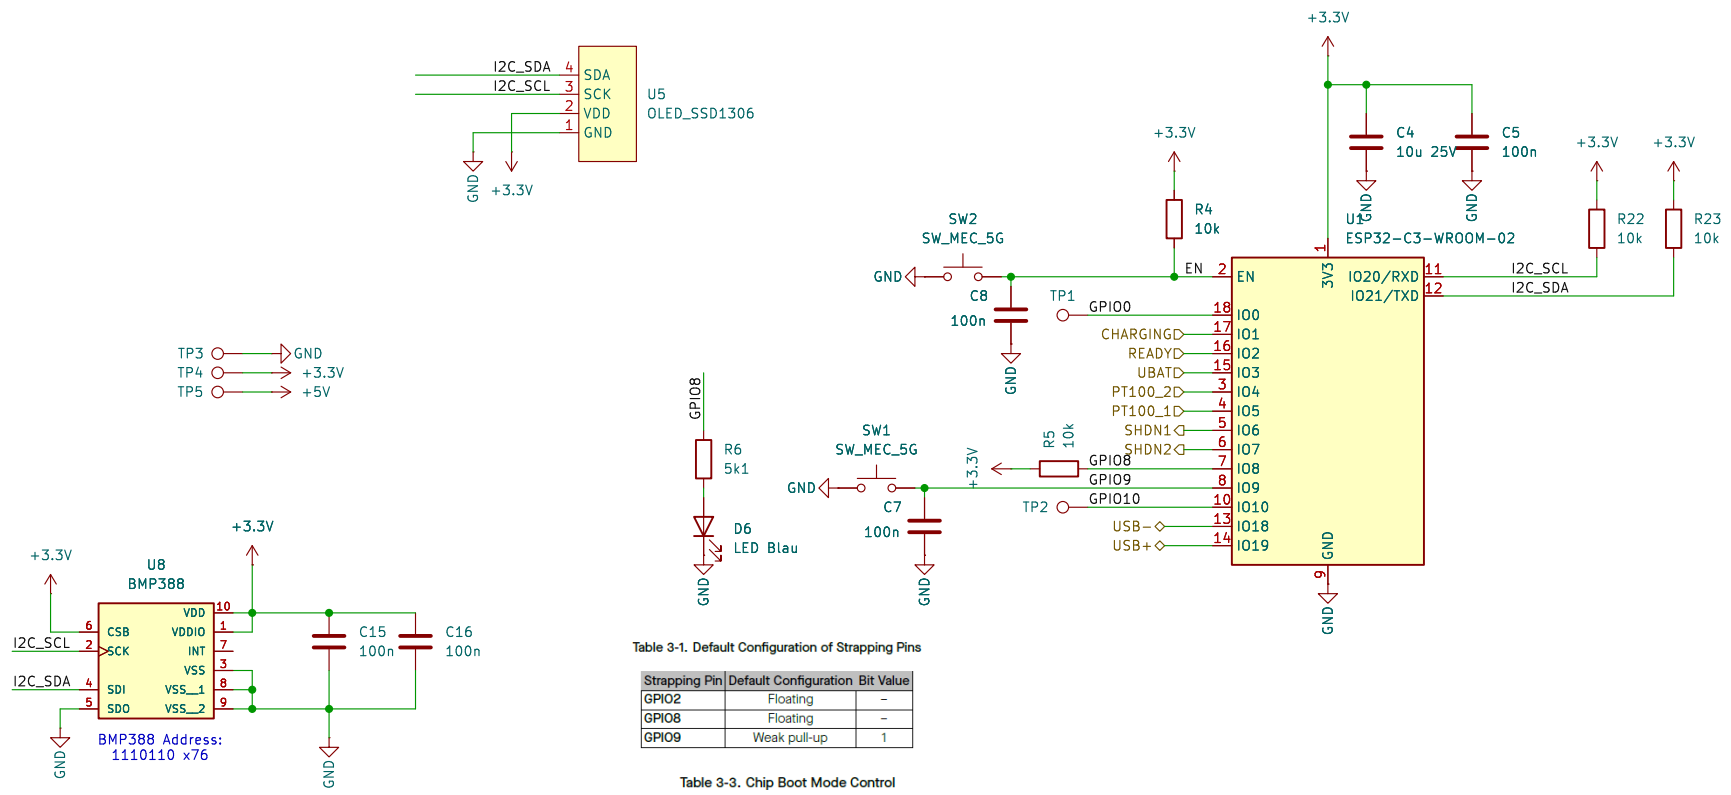 I2C_SDA 4 SDA
I2C_SCL 3 SCK
2 VDD
1 GND
U5
OLED_SSD1306
GND
+3.3V
+3.3V
C4
10u 25V
C5
100n
GND
GND
+3.3V
R4
10k
+3.3V
+3.3V
R22
10k
R23
10k
U1
ESP32-C3-WROOM-02
SW2
SW_MEC_5G
GND
C8
100n
GND
EN 2 EN
1
3V3
IO20/RXD 11 I2C_SCL
IO21/TXD 12 I2C_SDA
TP1 GPIO0 18 IO0
CHARGING 17 IO1
READY 16 IO2
UBAT 15 IO3
PT100_2 3 IO4
PT100_1 4 IO5
SHDN1 5 IO6
SHDN2 6 IO7
+3.3V
R5
10k
GPIO8 7 IO8
GPIO9 8 IO9
TP2 GPIO10 10 IO10
USB- 13 IO18
USB+ 14 IO19
GND
9
GND
SW1
SW_MEC_5G
GND
C7
100n
GND
TP3 GND
TP4 +3.3V
TP5 +5V
GPIO8
R6
5k1
D6
LED Blau
GND
+3.3V
+3.3V
U8
BMP388
VDD 10
6 CSB VDDIO 1
I2C_SCL 2 SCK INT 7
VSS 3
I2C_SDA 4 SDI VSS__1 8
5 SDO VSS__2 9
C15
100n
C16
100n
GND
GND
BMP388 Address:
1110110 x76
Table 3-1. Default Configuration of Strapping Pins
Strapping Pin Default Configuration Bit Value
GPIO2 Floating –
GPIO8 Floating –
GPIO9 Weak pull-up 1
Table 3-3. Chip Boot Mode Control